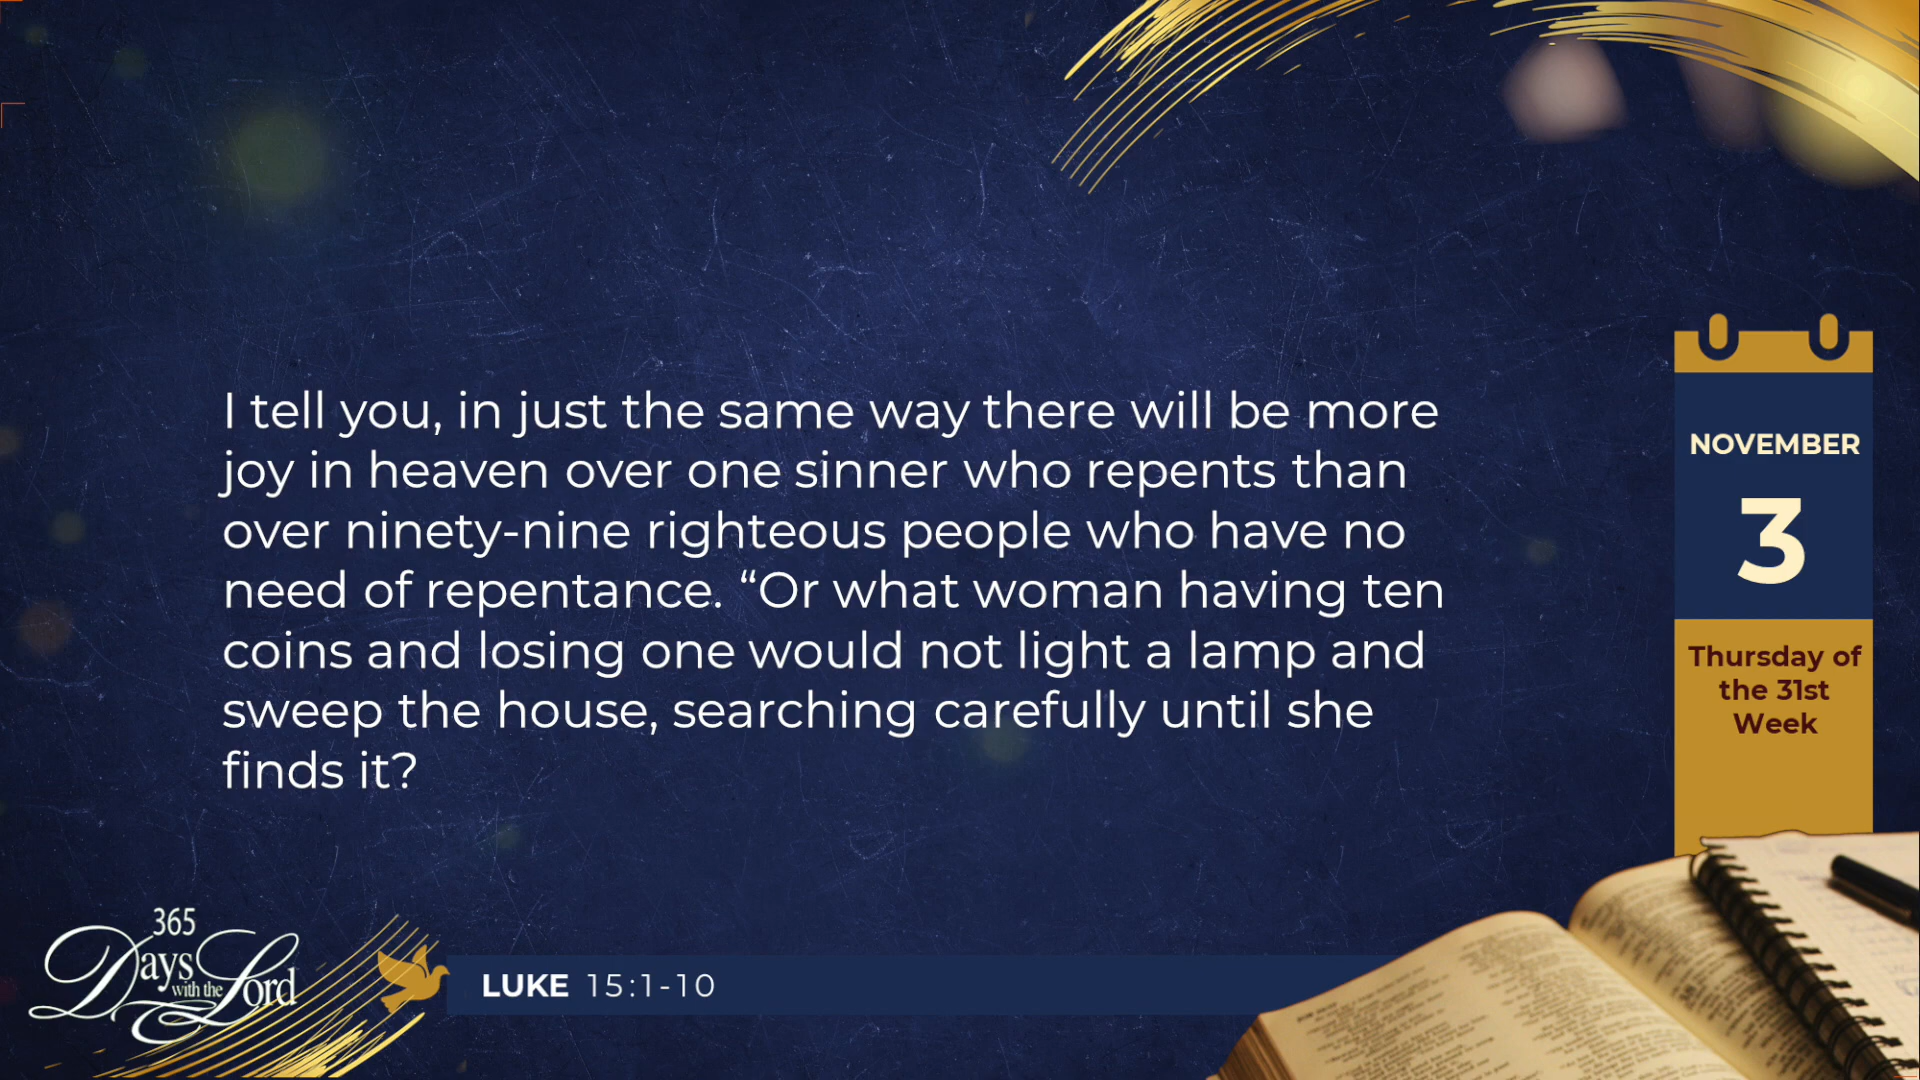 I tell you, in just the same way there will be more
joy in heaven over one sinner who repents than
over ninety-nine righteous people who have no
need of repentance. “Or what woman having ten
coins and losing one would not light a lamp and
sweep the house, searching carefully until she
finds it?
NOVEMBER
3
Thursday of
the 31st
Week
365
Days
with the
Lord
LUKE 15:1-10